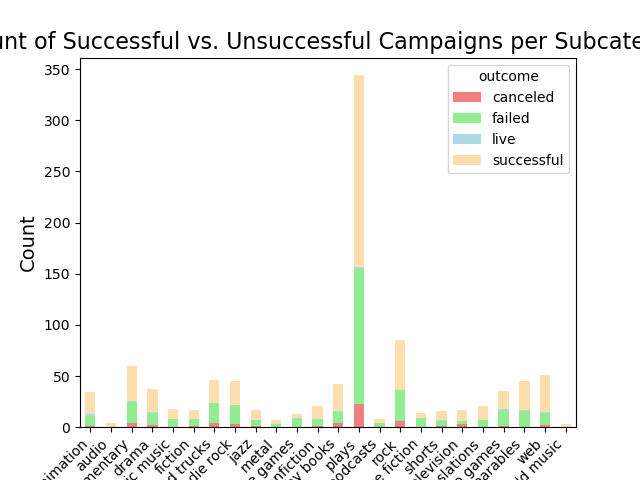 unt of Successful vs. Unsuccessful Campaigns per Subcate
350
300
250
200
150
100
50
0
Count
outcome
canceled
failed
live
successful
imation
audio
mentary
drama
ic music
fiction
d trucks
die rock
jazz
metal
e games
nfiction
y books
plays
odcasts
rock
e fiction
shorts
levision
slations
o games
arables
web
ld music